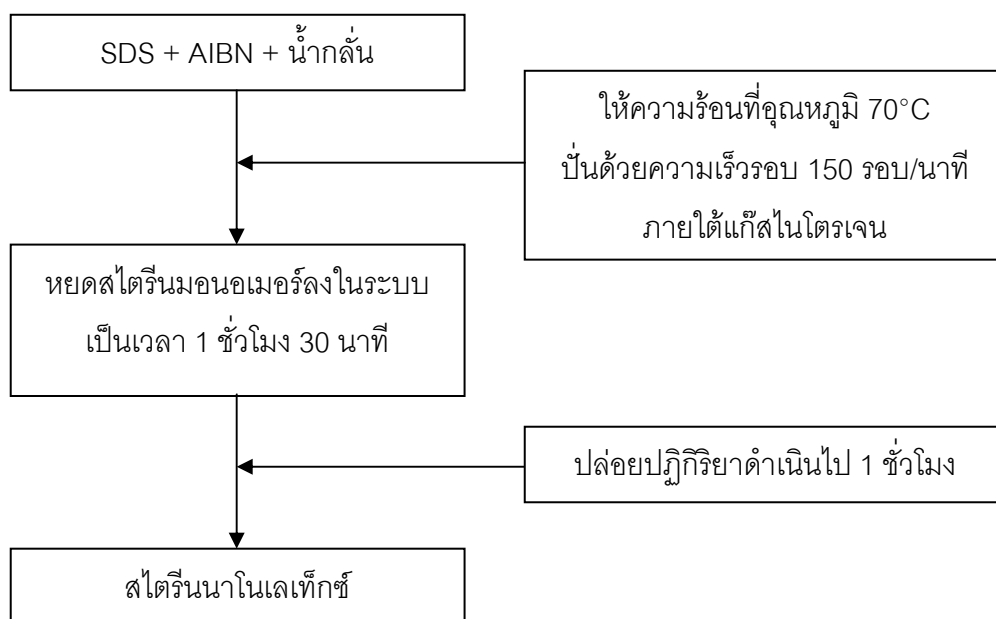 SDS + AIBN + น้ำกลั่น
ให้ความร้อนที่อุณหภูมิ 70°C
ปั่นด้วยความเร็วรอบ 150 รอบ/นาที
ภายใต้แก๊สไนโตรเจน
หยดสไตรีนมอนอเมอร์ลงในระบบ
เป็นเวลา 1 ชั่วโมง 30 นาที
ปล่อยปฏิกิริยาดำเนินไป 1 ชั่วโมง
สไตรีนนาโนเลเท็กซ์